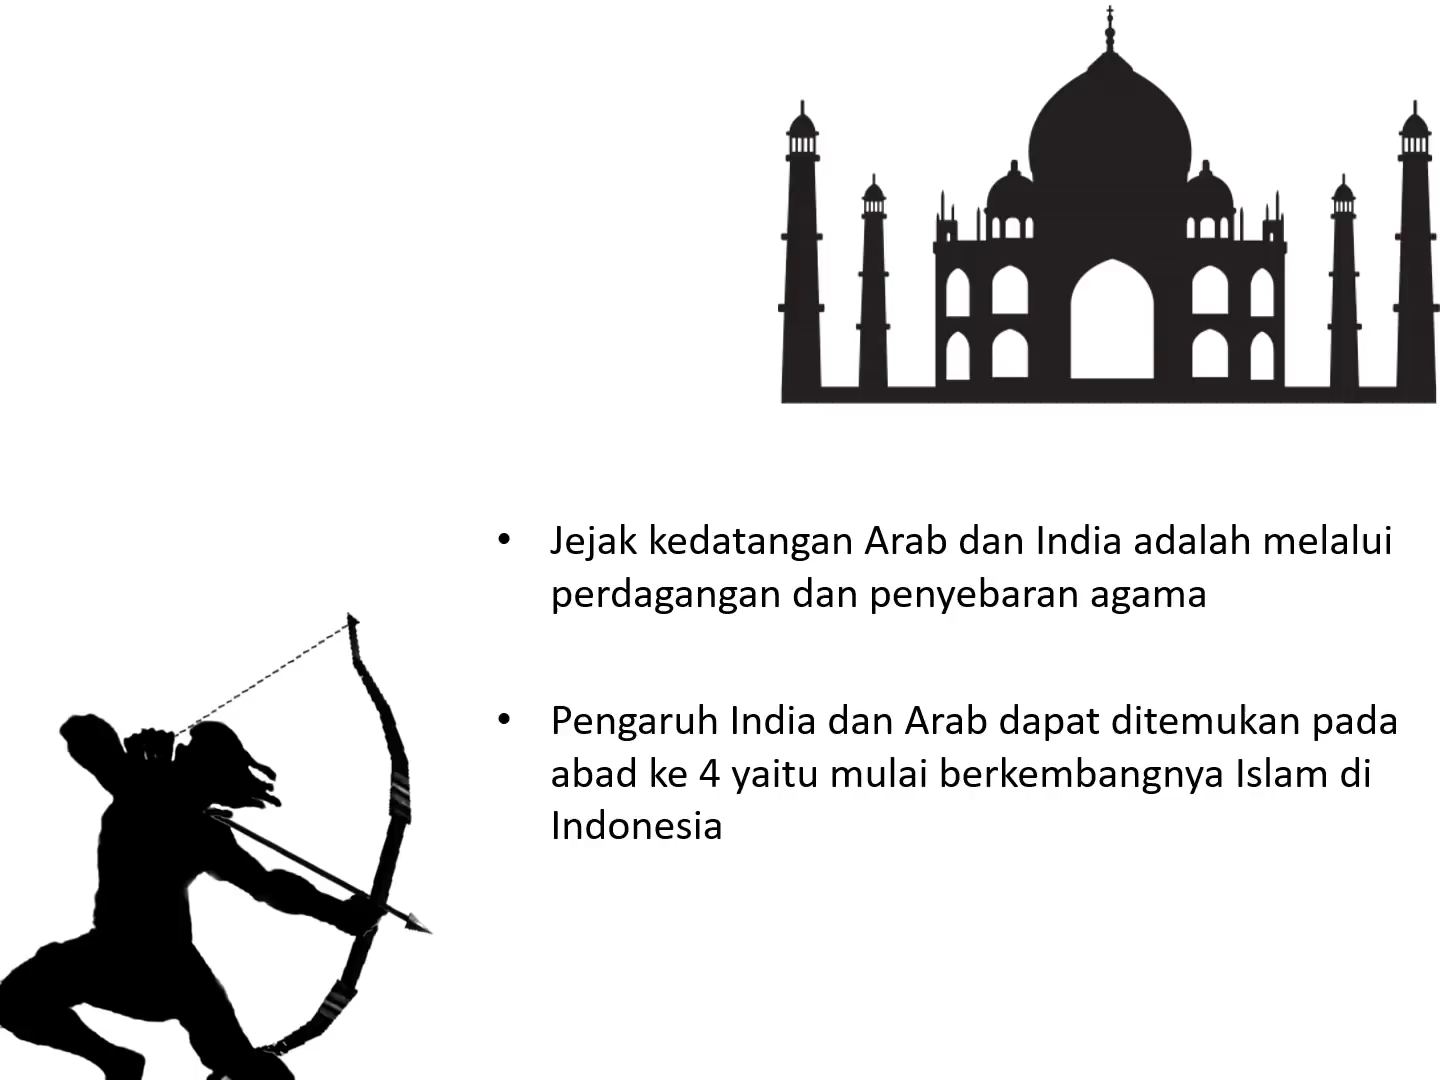 • Jejak kedatangan Arab dan India adalah melalui
perdagangan dan penyebaran agama
• Pengaruh India dan Arab dapat ditemukan pada
abad ke 4 yaitu mulai berkembangnya Islam di
Indonesia